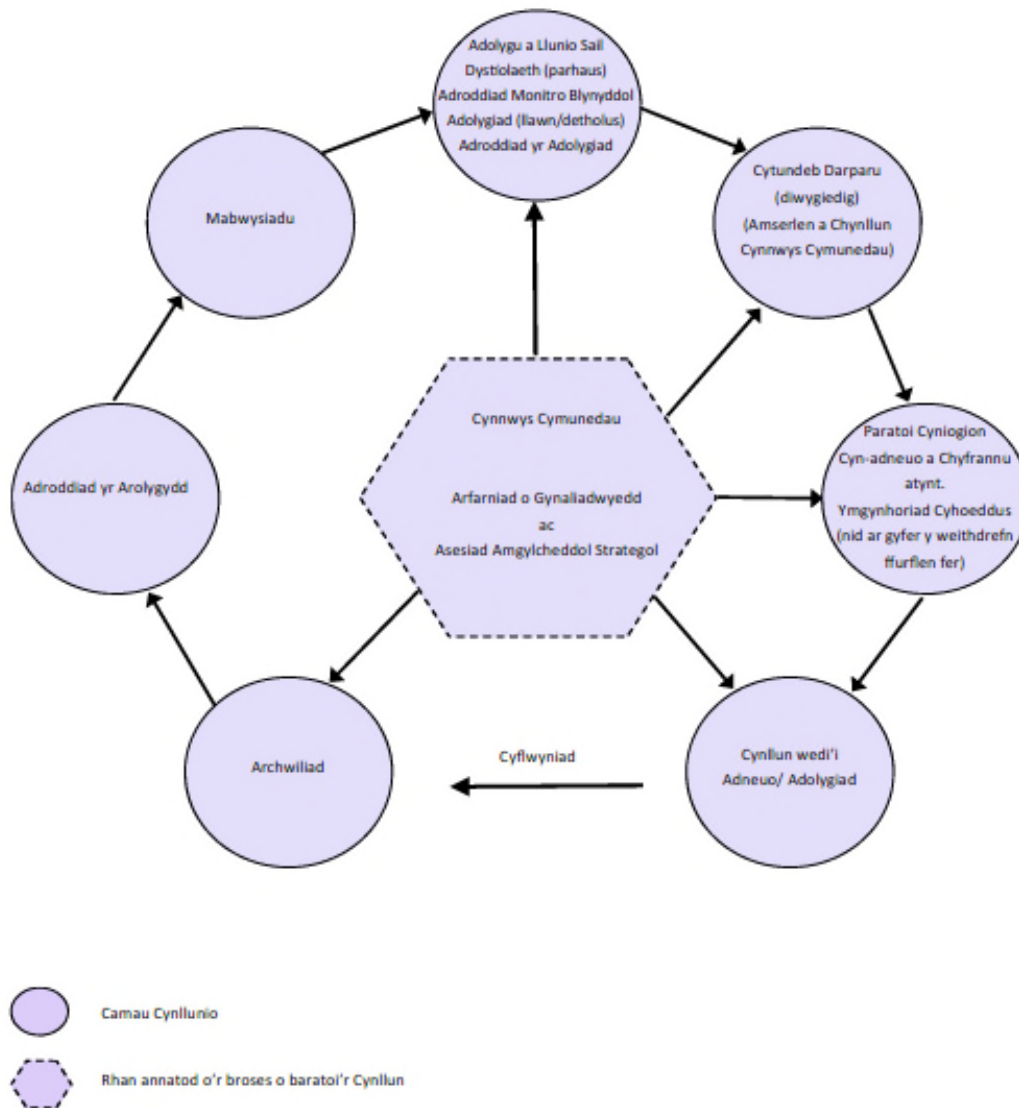 Adolygu a Llunio Sail
Dystiolaeth (parhaus)
Adroddiad Monitro Blynyddol
Adolygiad (llawn/detholus)
Adroddiad yr Adolygiad
Cytundeb Darparu
(diwygiedig)
(Amserlen a Chynllun
Cynnwys Cymunedau)
Mabwysiadu
Cynnwys Cymunedau
Arfarniad o Gynaliadwyedd
ac
Asesiad Amgylcheddol Strategol
Paratoi Cyniogion
Cyn-adneuo a Chyfrannu
atynt.
Ymgynhoriad Cyhoeddus
(nid ar gyfer y weithdrefn
ffurflen fer)
Adroddiad yr Arolygydd
Archwiliad
Cyflwyniad
Cynllun wedi'i
Adneuo/ Adolygiad
Camau Cynllunio
Rhan annatod o'r broses o baratoi'r Cynllun